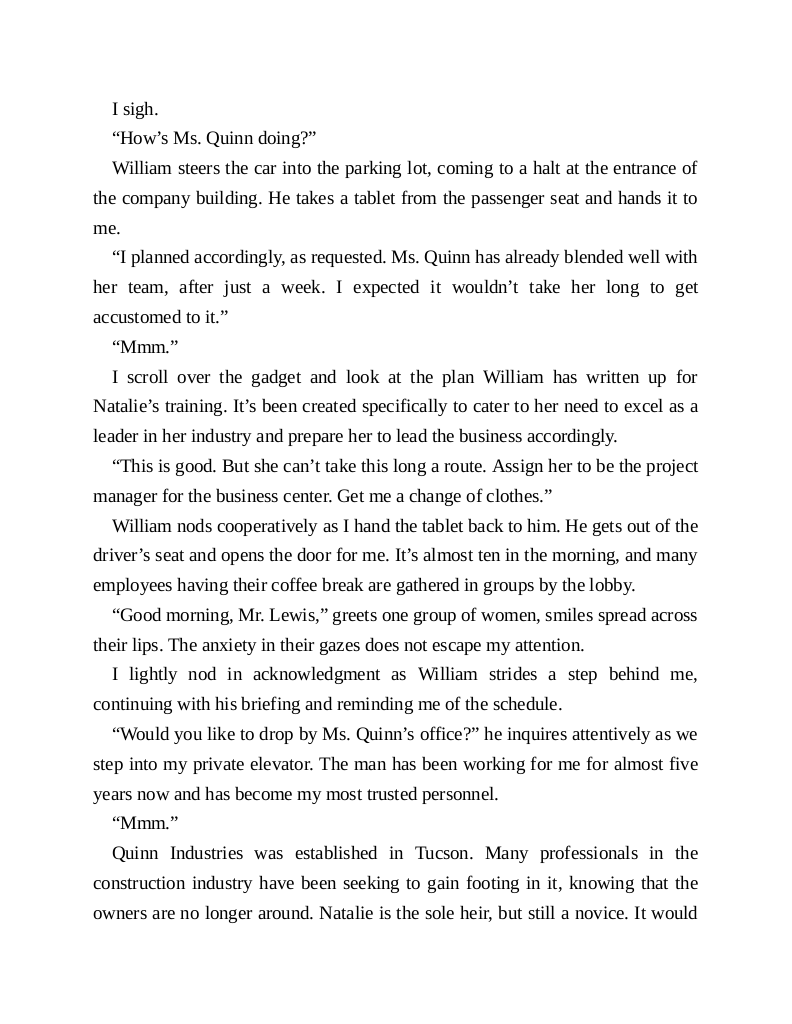 I sigh.
“How’s Ms. Quinn doing?”
William steers the car into the parking lot, coming to a halt at the entrance of
the company building. He takes a tablet from the passenger seat and hands it to
me.
“I planned accordingly, as requested. Ms. Quinn has already blended well with
her team, after just a week. I expected it wouldn’t take her long to get
accustomed to it.”
“Mmm.”
I scroll over the gadget and look at the plan William has written up for
Natalie’s training. It’s been created specifically to cater to her need to excel as a
leader in her industry and prepare her to lead the business accordingly.
“This is good. But she can’t take this long a route. Assign her to be the project
manager for the business center. Get me a change of clothes.”
William nods cooperatively as I hand the tablet back to him. He gets out of the
driver’s seat and opens the door for me. It’s almost ten in the morning, and many
employees having their coffee break are gathered in groups by the lobby.
“Good morning, Mr. Lewis,” greets one group of women, smiles spread across
their lips. The anxiety in their gazes does not escape my attention.
I lightly nod in acknowledgment as William strides a step behind me,
continuing with his briefing and reminding me of the schedule.
“Would you like to drop by Ms. Quinn’s office?” he inquires attentively as we
step into my private elevator. The man has been working for me for almost five
years now and has become my most trusted personnel.
“Mmm.”
Quinn Industries was established in Tucson. Many professionals in the
construction industry have been seeking to gain footing in it, knowing that the
owners are no longer around. Natalie is the sole heir, but still a novice. It would